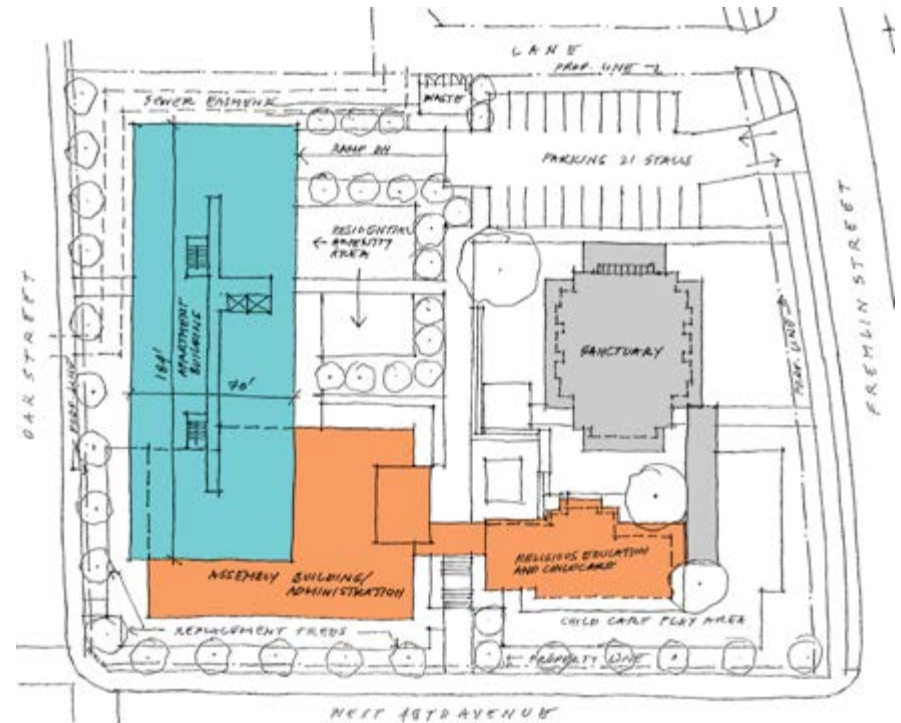 LANE
PROP. LINE
SEWER EASMENT
WASTE
RAMP DN
PARKING 21 STALLS
RESIDENTIAL
AMENITY
AREA
OAK STREET
APARTMENT
BUILDING
184'
70'
SANCTUARY
PROP. LINE
FREMLIN STREET
PROP. LINE
ASSEMBLY BUILDING/
ADMINISTRATION
RELIGIOUS EDUCATION
AND CHILDCARE
CHILD CARE PLAY AREA
REPLACEMENT TREES
PROPERTY LINE
WEST 49TH AVENUE